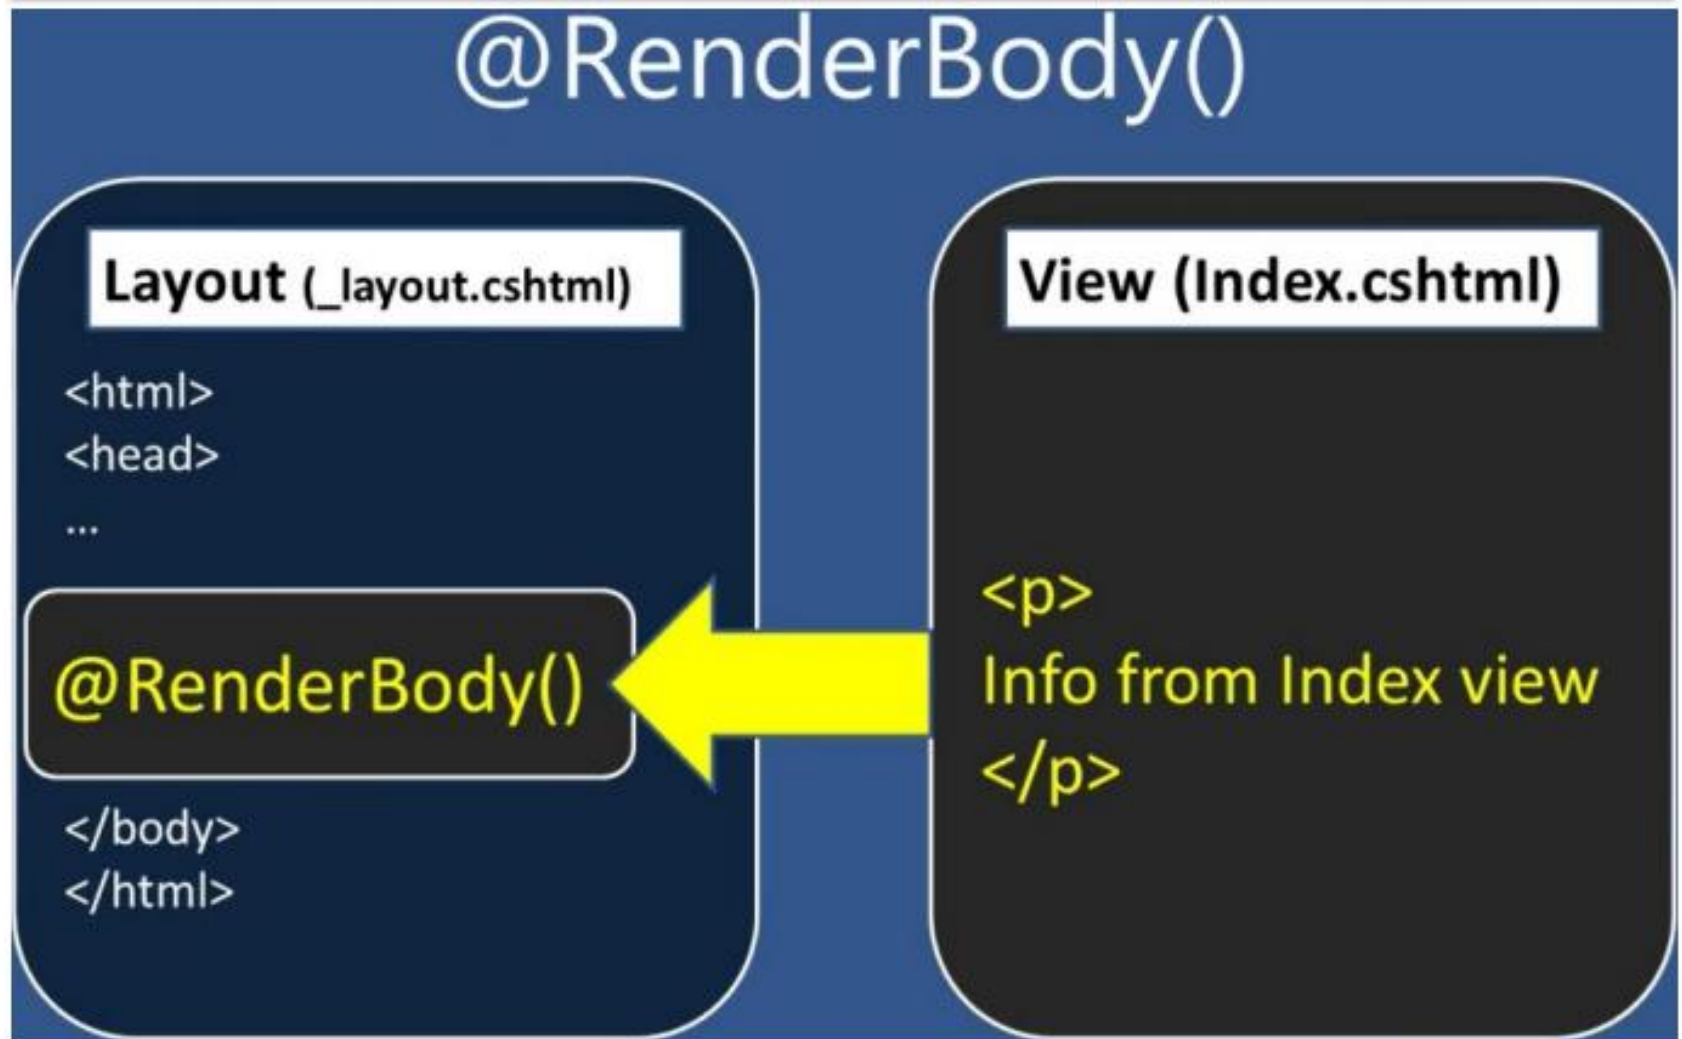 @RenderBody()
Layout (_layout.cshtml)
<html>
<head>
...
@RenderBody()
</body>
</html>
View (Index.cshtml)
<p>
Info from Index view
</p>